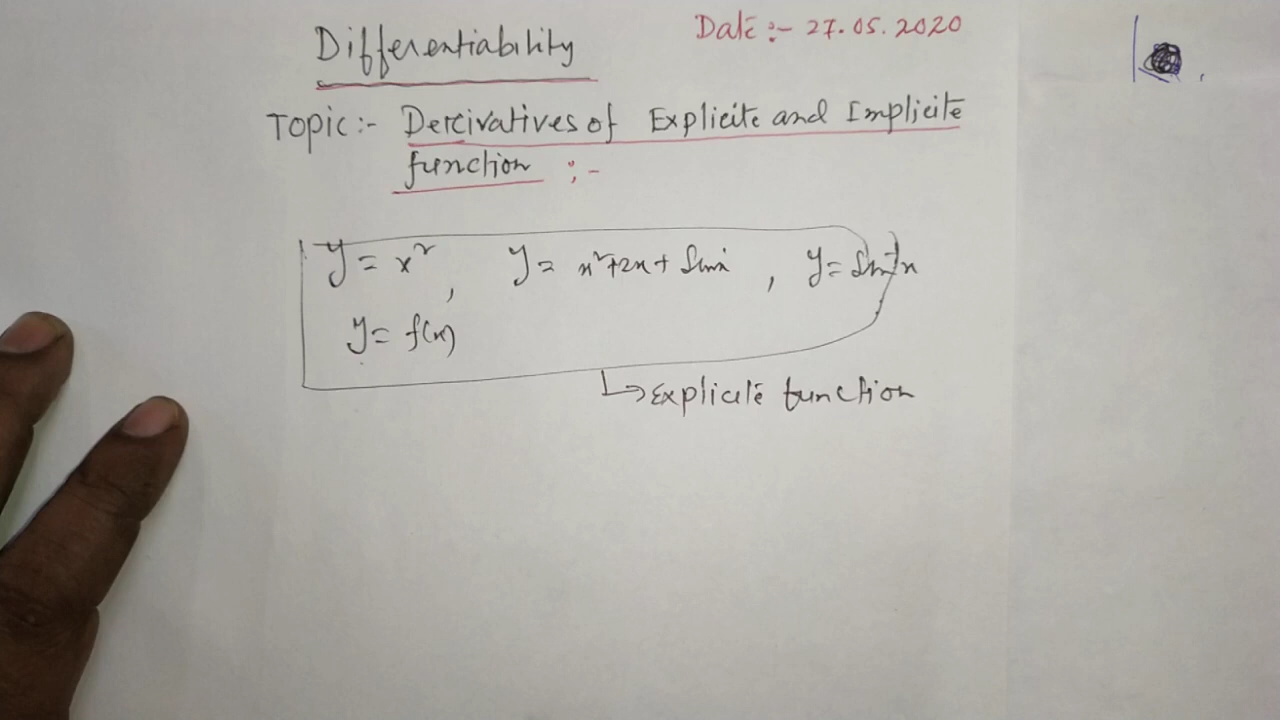 Differentiability
Date :- 27.05.2020
Topic :- Dercivatives of Explicite and Implicite
function :-
y = x², y = x²+2x+ Sinx, y = Sin⁻¹x
y = f(x)
↳ Explicite function